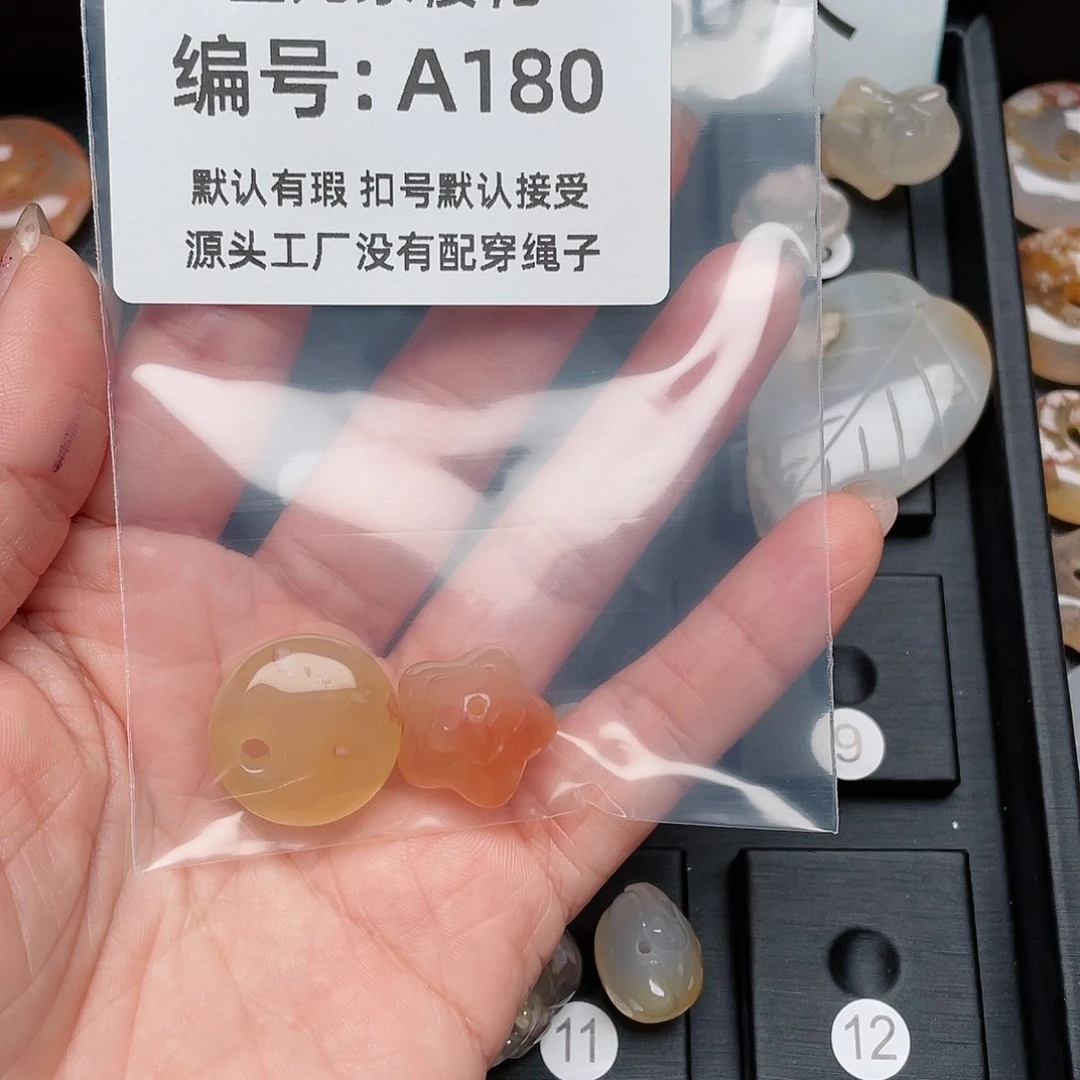 编号：A180
默认有瑕 扣号默认接受
源头工厂没有配穿绳子
9
11
12